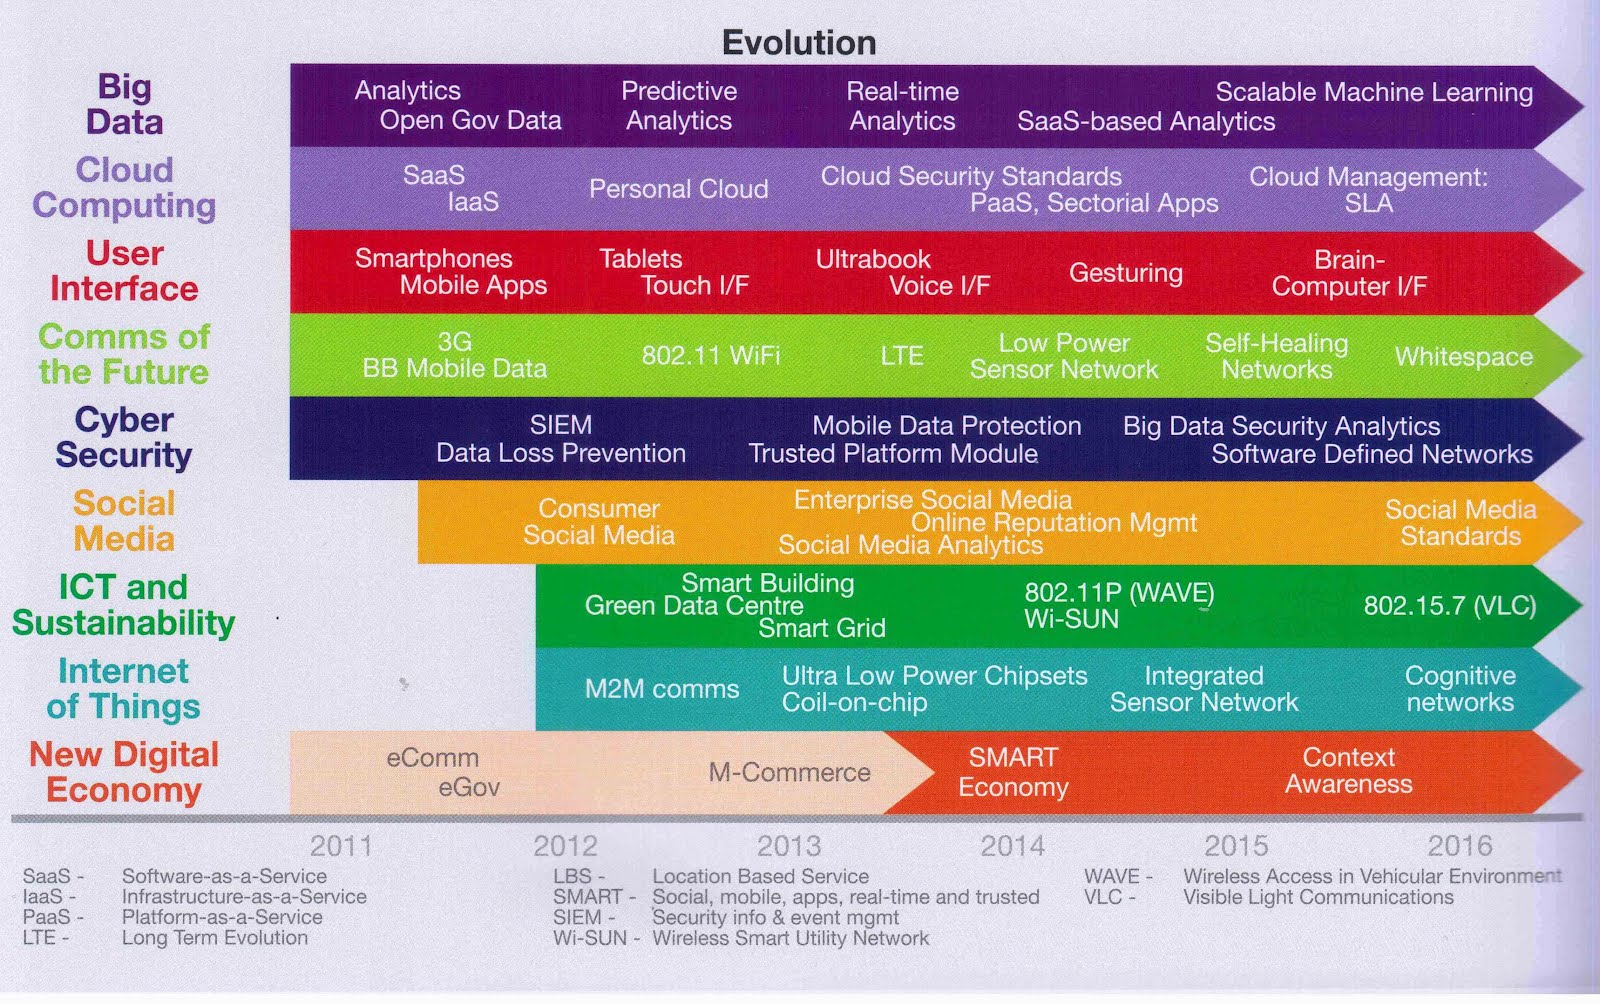 Evolution
Big
Data
Analytics
Open Gov Data
Predictive
Analytics
Real-time
Analytics
SaaS-based Analytics
Scalable Machine Learning
Cloud
Computing
SaaS
IaaS
Personal Cloud
Cloud Security Standards
PaaS, Sectorial Apps
Cloud Management:
SLA
User
Interface
Smartphones
Mobile Apps
Tablets
Touch I/F
Ultrabook
Voice I/F
Gesturing
Brain-
Computer I/F
Comms of
the Future
3G
BB Mobile Data
802.11 WiFi
LTE
Low Power
Sensor Network
Self-Healing
Networks
Whitespace
Cyber
Security
SIEM
Data Loss Prevention
Mobile Data Protection
Trusted Platform Module
Big Data Security Analytics
Software Defined Networks
Social
Media
Consumer
Social Media
Enterprise Social Media
Online Reputation Mgmt
Social Media Analytics
Social Media
Standards
ICT and
Sustainability
Smart Building
Green Data Centre
Smart Grid
802.11P (WAVE)
Wi-SUN
802.15.7 (VLC)
Internet
of Things
M2M comms
Ultra Low Power Chipsets
Coil-on-chip
Integrated
Sensor Network
Cognitive
networks
New Digital
Economy
eComm
eGov
M-Commerce
SMART
Economy
Context
Awareness
2011 2012 2013 2014 2015 2016
SaaS - Software-as-a-Service
IaaS - Infrastructure-as-a-Service
PaaS - Platform-as-a-Service
LTE - Long Term Evolution
LBS - Location Based Service
SMART - Social, mobile, apps, real-time and trusted
SIEM - Security info & event mgmt
Wi-SUN - Wireless Smart Utility Network
WAVE - Wireless Access in Vehicular Environment
VLC - Visible Light Communications